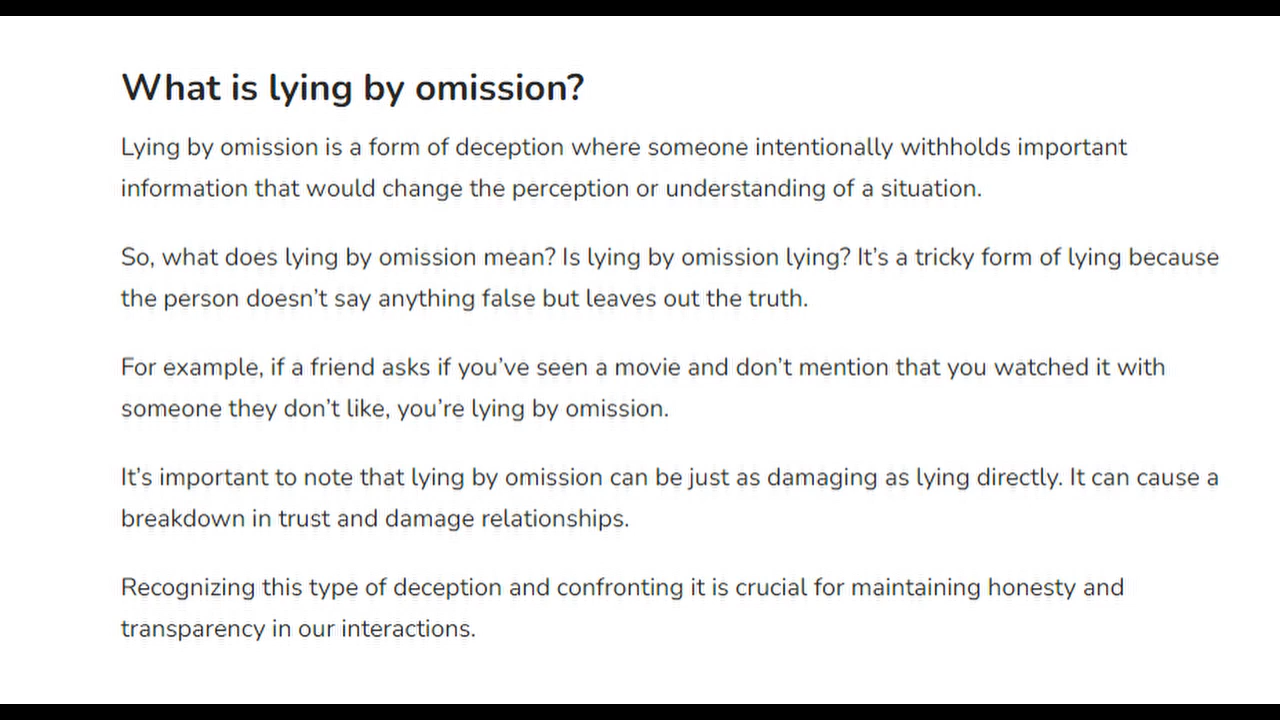 What is lying by omission?
Lying by omission is a form of deception where someone intentionally withholds important
information that would change the perception or understanding of a situation.
So, what does lying by omission mean? Is lying by omission lying? It’s a tricky form of lying because
the person doesn’t say anything false but leaves out the truth.
For example, if a friend asks if you’ve seen a movie and don’t mention that you watched it with
someone they don’t like, you’re lying by omission.
It’s important to note that lying by omission can be just as damaging as lying directly. It can cause a
breakdown in trust and damage relationships.
Recognizing this type of deception and confronting it is crucial for maintaining honesty and
transparency in our interactions.